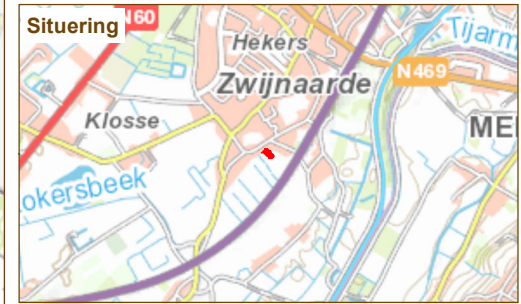 Situering
N60
Hekers
Tijarm
Zwijnaarde
N469
Klosse
ME
okersbeek